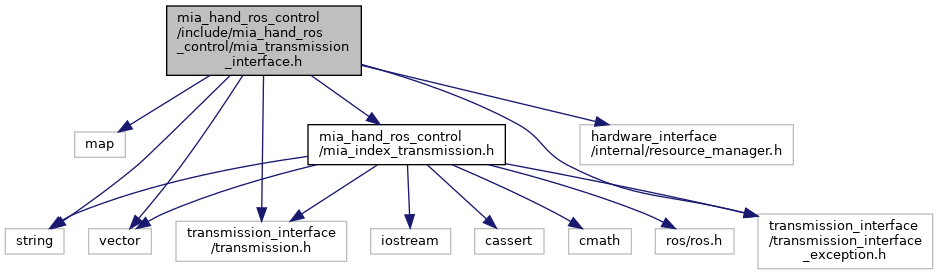 mia_hand_ros_control
/include/mia_hand_ros
_control/mia_transmission
_interface.h
map
mia_hand_ros_control
/mia_index_transmission.h
hardware_interface
/internal/resource_manager.h
string
vector
transmission_interface
/transmission.h
iostream
cassert
cmath
ros/ros.h
transmission_interface
/transmission_interface
_exception.h